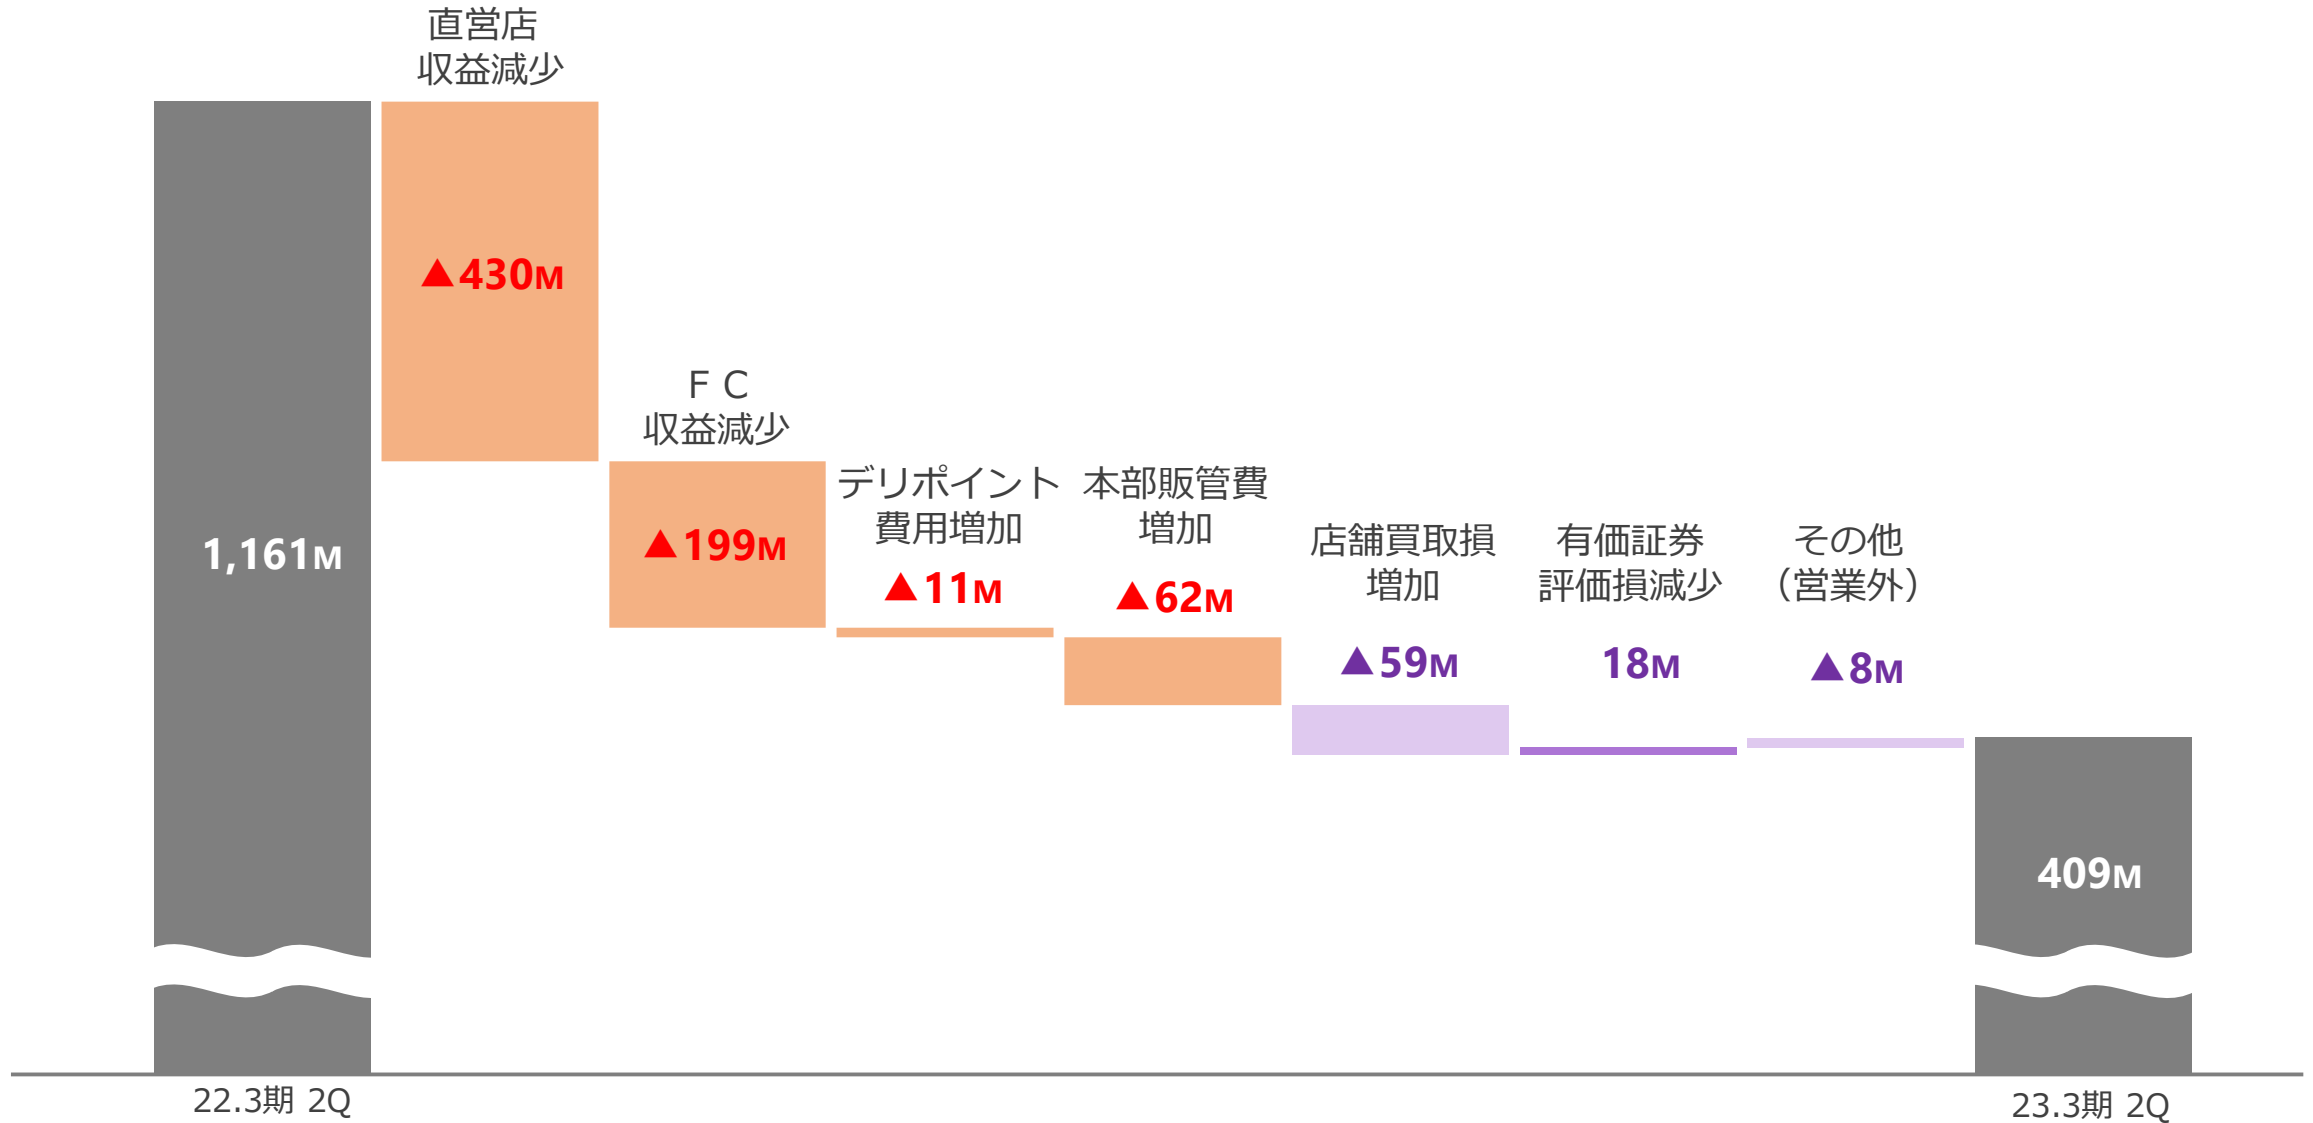 直営店
収益減少
▲430M
1,161M
ＦＣ
収益減少
▲199M
デリポイント
費用増加
▲11M
本部販管費
増加
▲62M
店舗買取損
増加
▲59M
有価証券
評価損減少
18M
その他
（営業外）
▲8M
409M
22.3期 2Q
23.3期 2Q